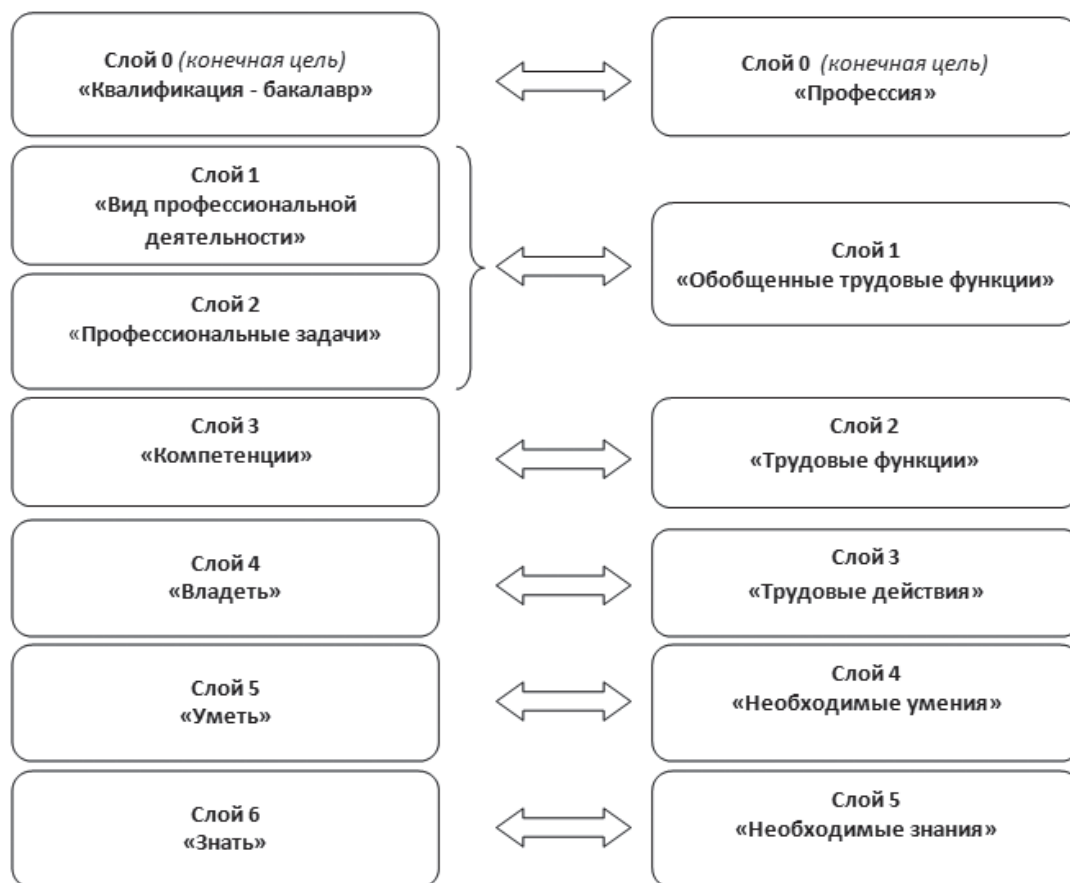 Слой 0 (конечная цель)
«Квалификация - бакалавр»
Слой 0 (конечная цель)
«Профессия»
Слой 1
«Вид профессиональной
деятельности»
Слой 2
«Профессиональные задачи»
Слой 1
«Обобщенные трудовые функции»
Слой 3
«Компетенции»
Слой 2
«Трудовые функции»
Слой 4
«Владеть»
Слой 3
«Трудовые действия»
Слой 5
«Уметь»
Слой 4
«Необходимые умения»
Слой 6
«Знать»
Слой 5
«Необходимые знания»